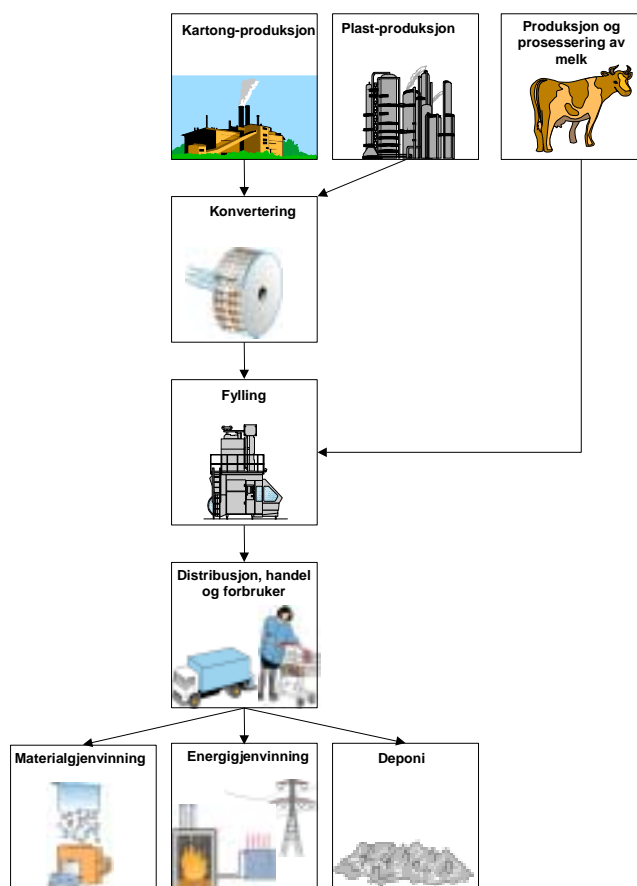 Kartong-produksjon
Plast-produksjon
Produksjon og
prosessering av
melk
Konvertering
Fylling
Distribusjon, handel
og forbruker
Materialgjenvinning
Energigjenvinning
Deponi